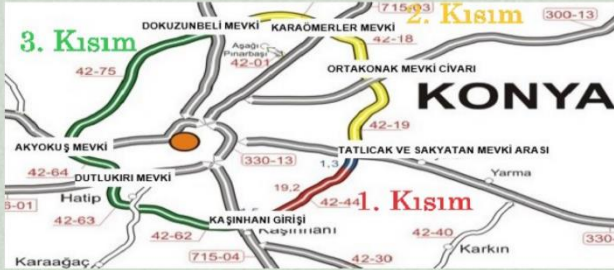 715-03
2. Kısım
300-13
DOKUZUNBELİ MEVKİ
KARAÖMERLER MEVKİ
3. Kısım
42-18
Aşağı
Pınarbaşı
42-01
42-75
ORTAKONAK MEVKİ CİVARI
KONYA
42-19
AKYOKUŞ MEVKİ
TATLICAK VE SAKYATAN MEVKİ ARASI
330-13
1,3
42-64
DUTLUKIRI MEVKİ
Yarma
Hatip
19,2
42-44
1. Kısım
6-01
42-63
KAŞINHANI GİRİŞİ
Kaşınhanı
42-62
42-40
330-
715-04
Karkın
Karaağaç
42-30